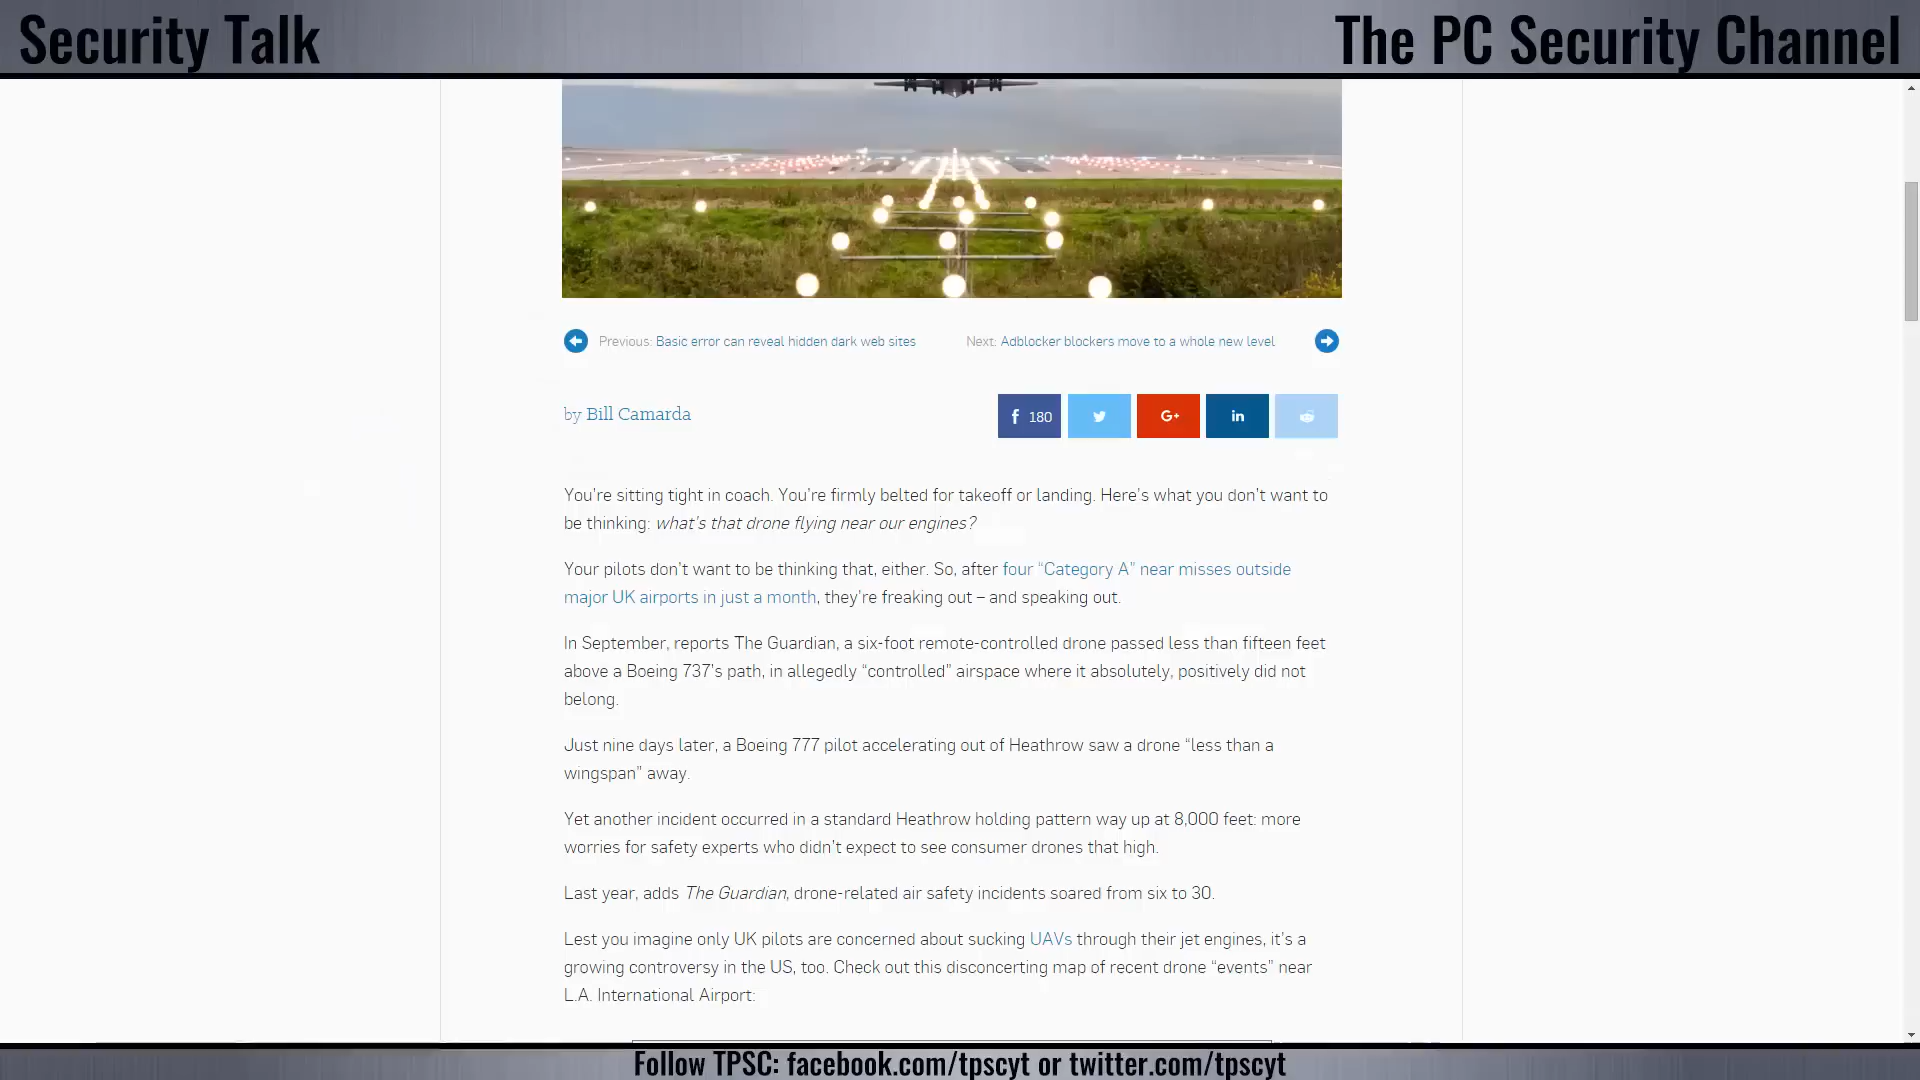 Security Talk
The PC Security Channel
Previous: Basic error can reveal hidden dark web sites
Next: Adblocker blockers move to a whole new level
by Bill Camarda
f 180
G+
in
You’re sitting tight in coach. You’re firmly belted for takeoff or landing. Here’s what you don’t want to
be thinking: what’s that drone flying near our engines?
Your pilots don’t want to be thinking that, either. So, after four “Category A” near misses outside
major UK airports in just a month, they’re freaking out – and speaking out.
In September, reports The Guardian, a six-foot remote-controlled drone passed less than fifteen feet
above a Boeing 737’s path, in allegedly “controlled” airspace where it absolutely, positively did not
belong.
Just nine days later, a Boeing 777 pilot accelerating out of Heathrow saw a drone “less than a
wingspan” away.
Yet another incident occurred in a standard Heathrow holding pattern way up at 8,000 feet: more
worries for safety experts who didn’t expect to see consumer drones that high.
Last year, adds The Guardian, drone-related air safety incidents soared from six to 30.
Lest you imagine only UK pilots are concerned about sucking UAVs through their jet engines, it’s a
growing controversy in the US, too. Check out this disconcerting map of recent drone “events” near
L.A. International Airport:
Follow TPSC: facebook.com/tpscyt or twitter.com/tpscyt